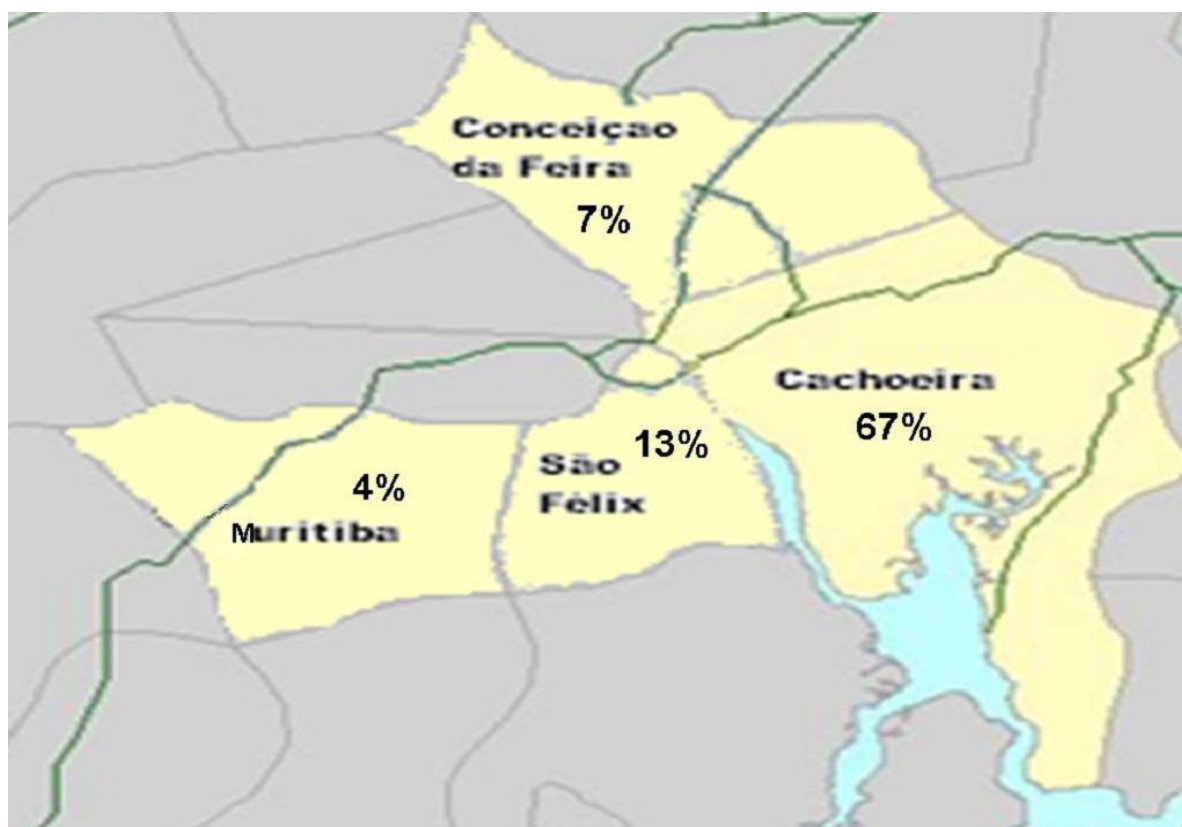 Conceiçao
da Feira
7%
Cachoeira
67%
13%
São
Félix
4%
Muritiba